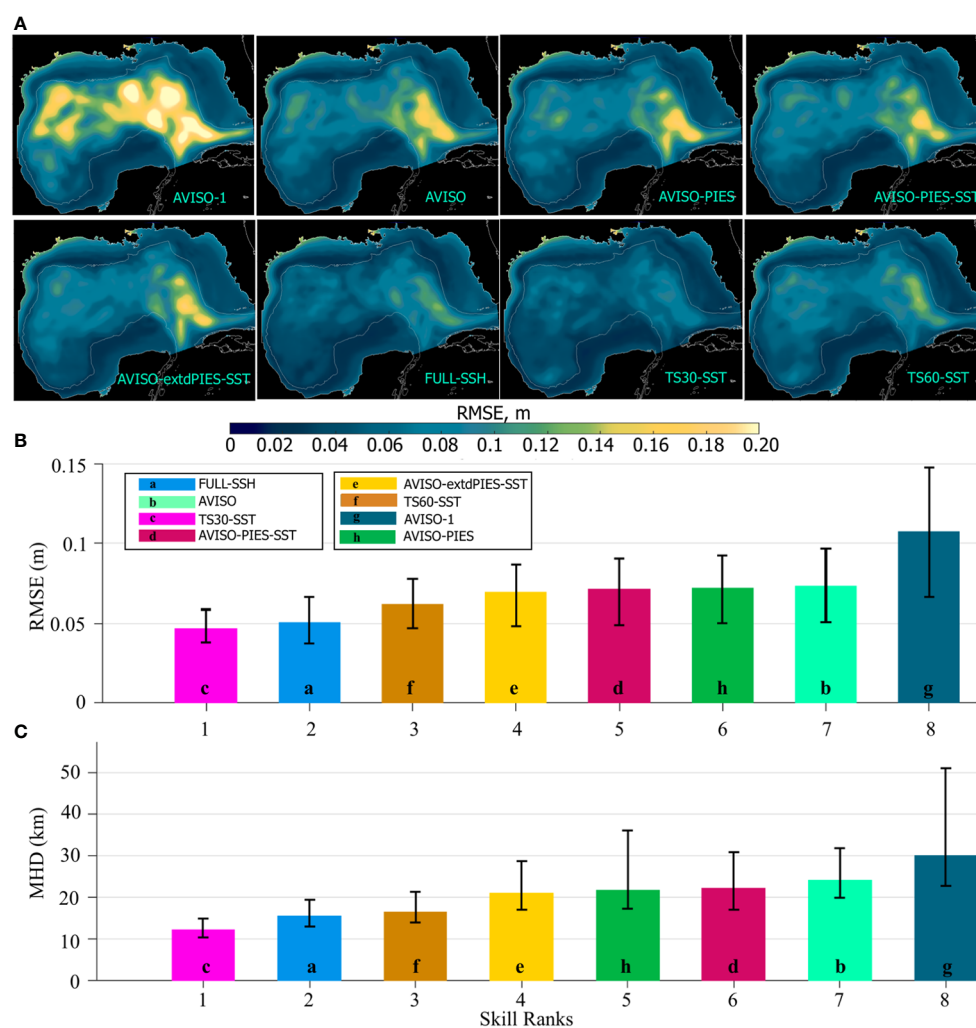 A
AVISO-1
AVISO
AVISO-PIES
AVISO-PIES-SST
AVISO-extdPIES-SST
FULL-SSH
TS30-SST
TS60-SST
RMSE, m
0 0.02 0.04 0.06 0.08 0.1 0.12 0.14 0.16 0.18 0.20
B
0.15
0.1
0.05
0
RMSE (m)
a FULL-SSH
b AVISO
c TS30-SST
d AVISO-PIES-SST
e AVISO-extdPIES-SST
f TS60-SST
g AVISO-1
h AVISO-PIES
c a f e d h b g
1 2 3 4 5 6 7 8
C
50
40
30
20
10
0
MHD (km)
c a f e h d b g
1 2 3 4 5 6 7 8
Skill Ranks